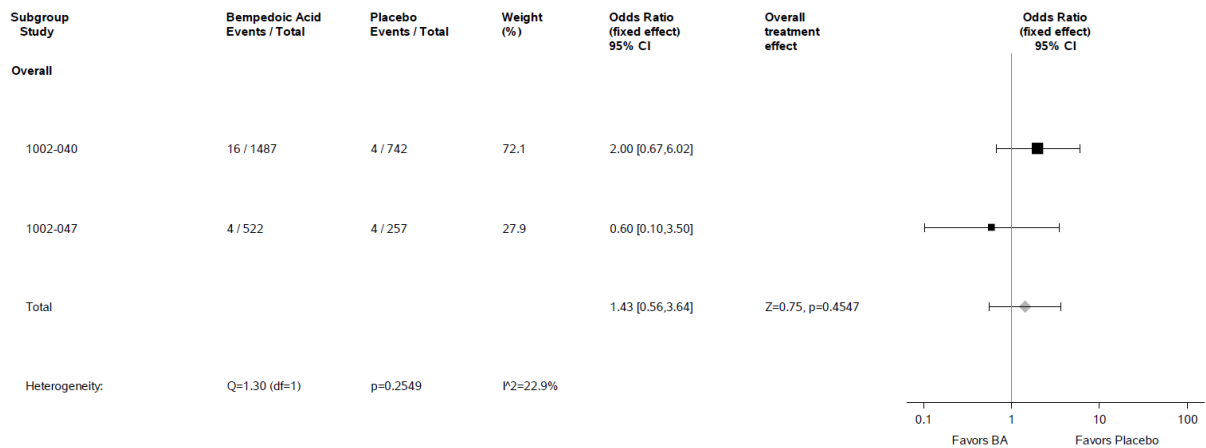 Subgroup Study Bempedoic Acid Events / Total Placebo Events / Total Weight (%) Odds Ratio (fixed effect) 95% CI Overall treatment effect Odds Ratio (fixed effect) 95% CI
Overall
1002-040 16 / 1487 4 / 742 72.1 2.00 [0.67,6.02]
1002-047 4 / 522 4 / 257 27.9 0.60 [0.10,3.50]
Total 1.43 [0.56,3.64] Z=0.75, p=0.4547
Heterogeneity: Q=1.30 (df=1) p=0.2549 I^2=22.9%
0.1 1 10 100
Favors BA Favors Placebo